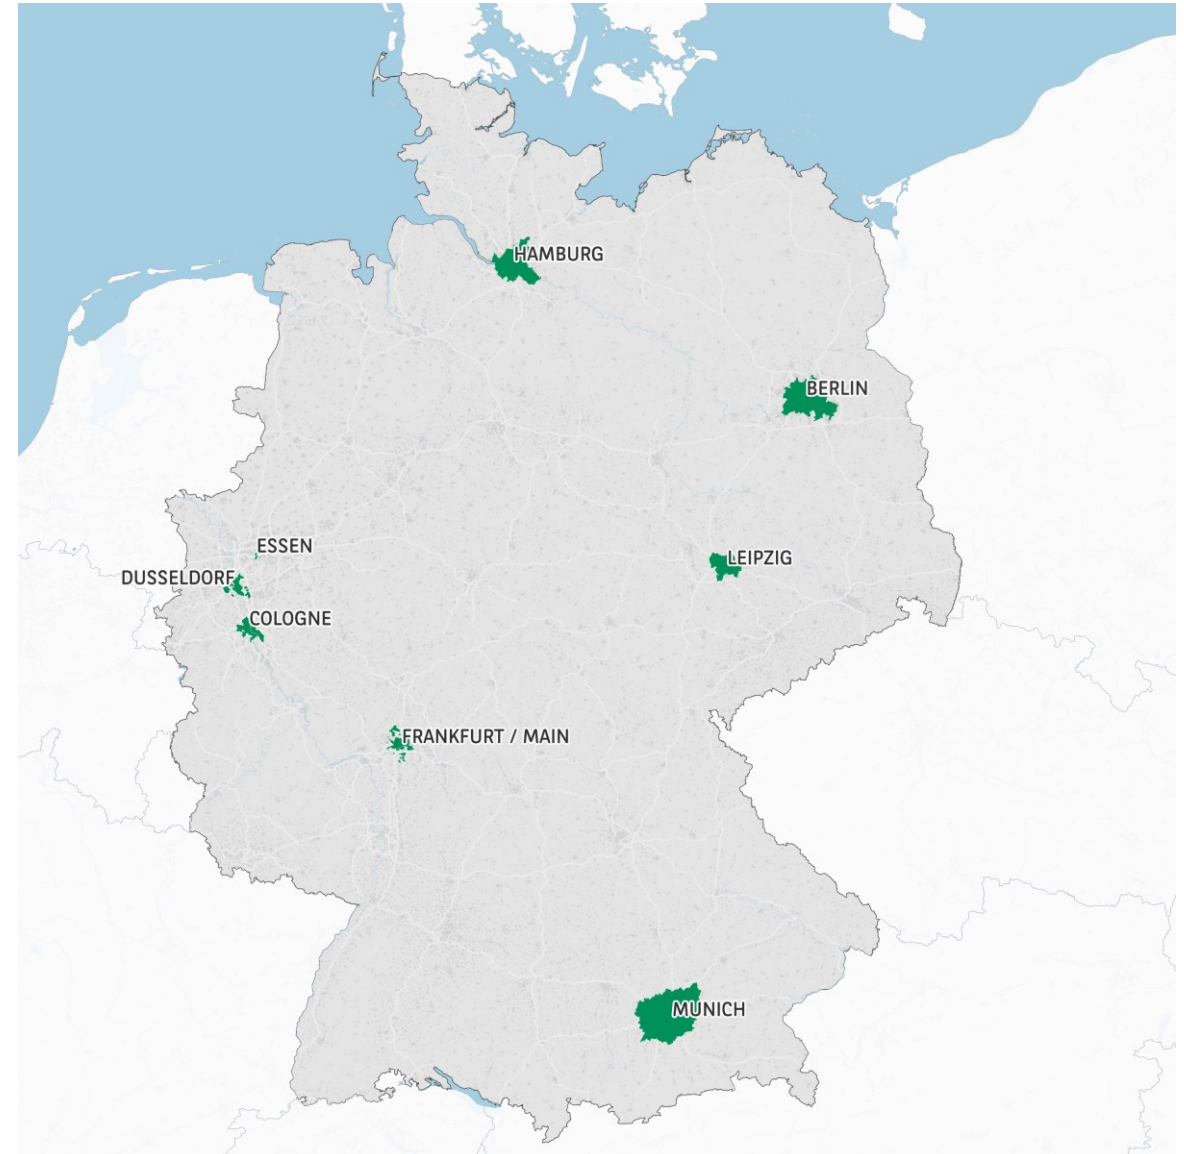 HAMBURG
BERLIN
ESSEN
LEIPZIG
DUSSELDORF
COLOGNE
FRANKFURT / MAIN
MUNICH